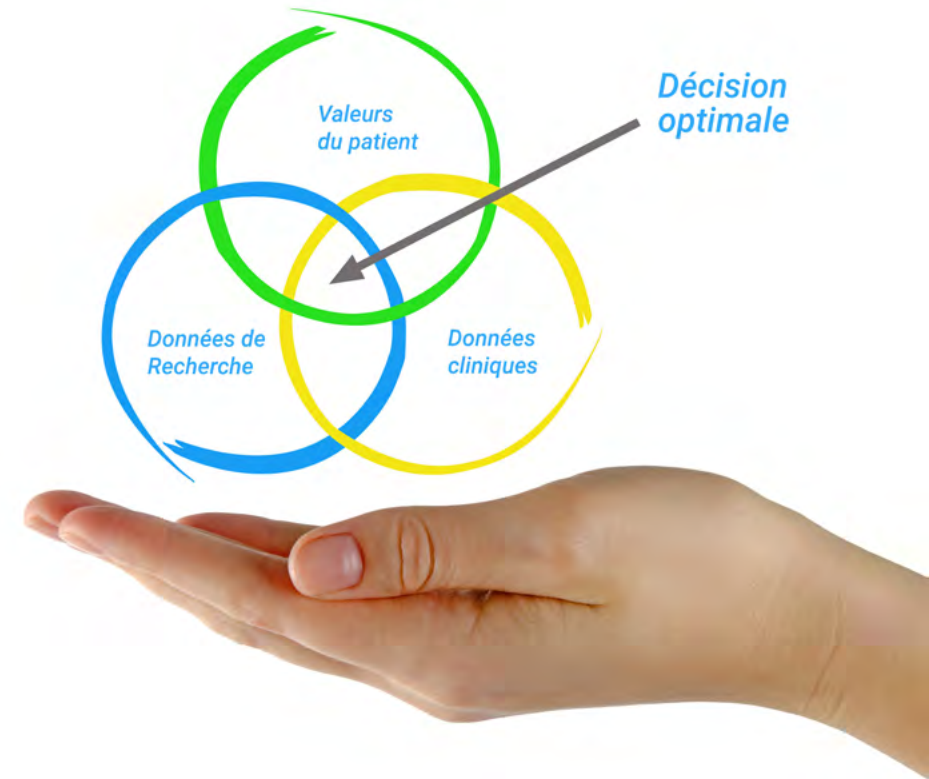 Valeurs
du patient
Décision
optimale
Données de
Recherche
Données
cliniques